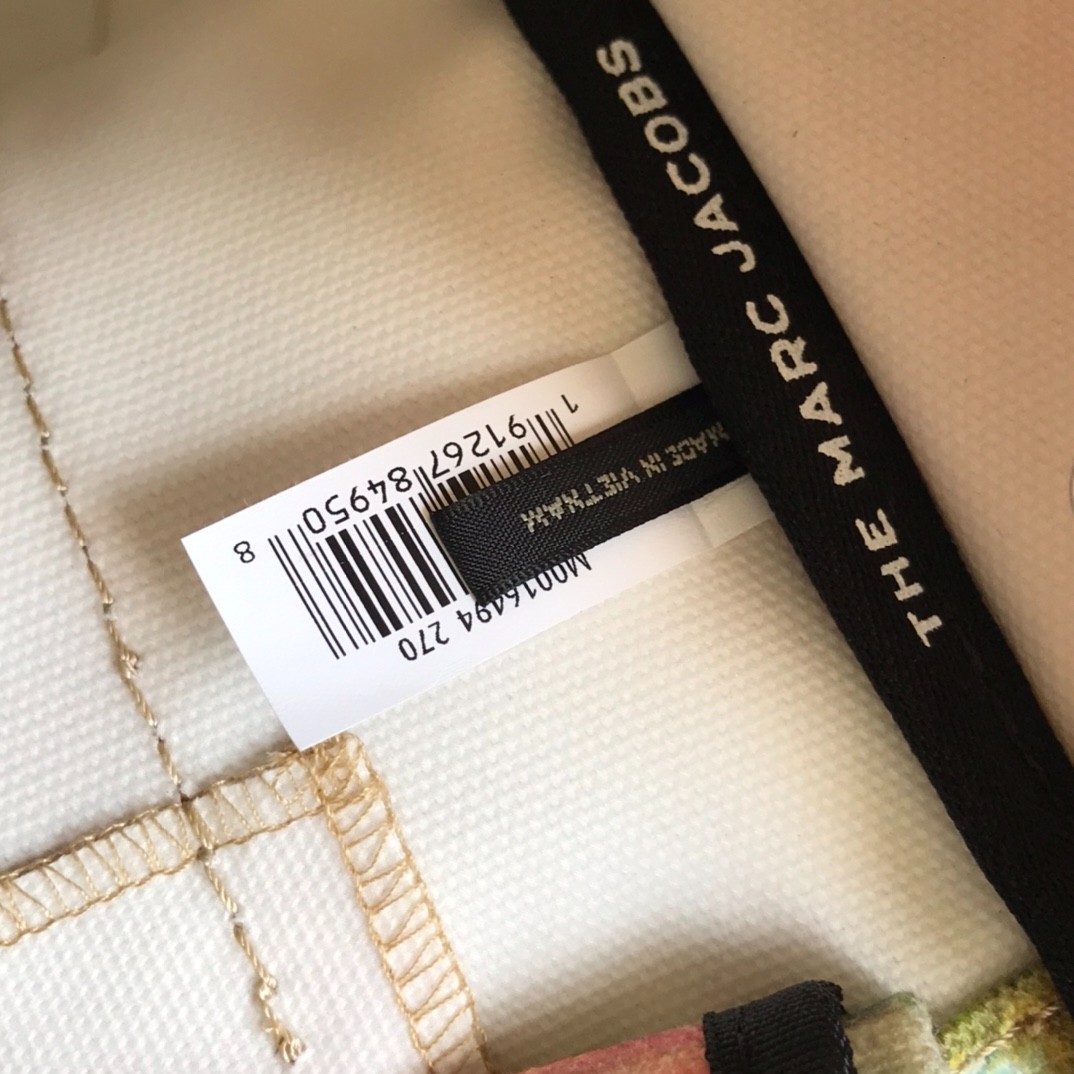 THE MARC JACOBS
MADE IN VIETNAM
M0016494 270
1 91267 84950 8